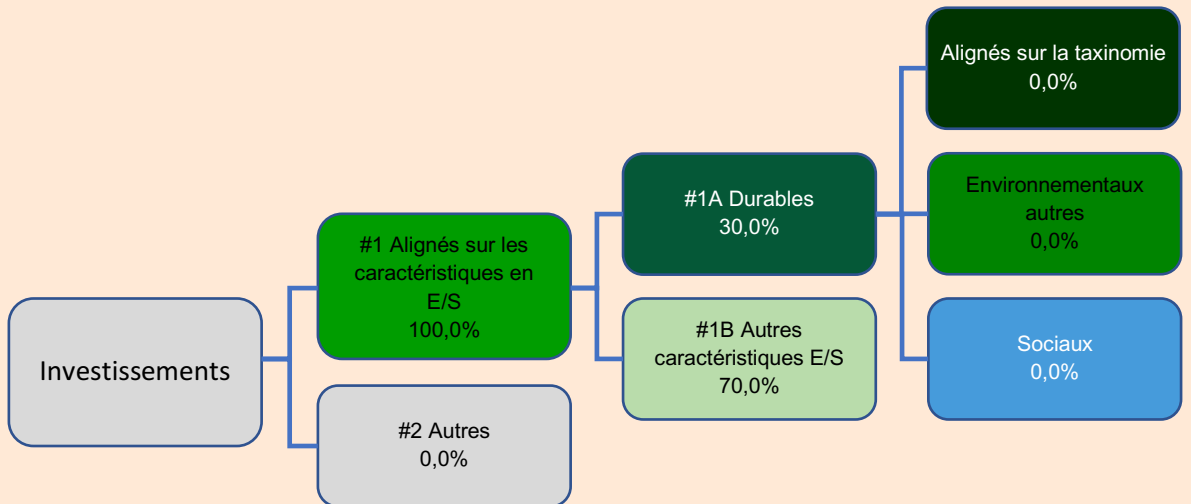 Investissements
#1 Alignés sur les
caractéristiques en
E/S
100,0%
#2 Autres
0,0%
#1A Durables
30,0%
#1B Autres
caractéristiques E/S
70,0%
Alignés sur la taxinomie
0,0%
Environnementaux
autres
0,0%
Sociaux
0,0%